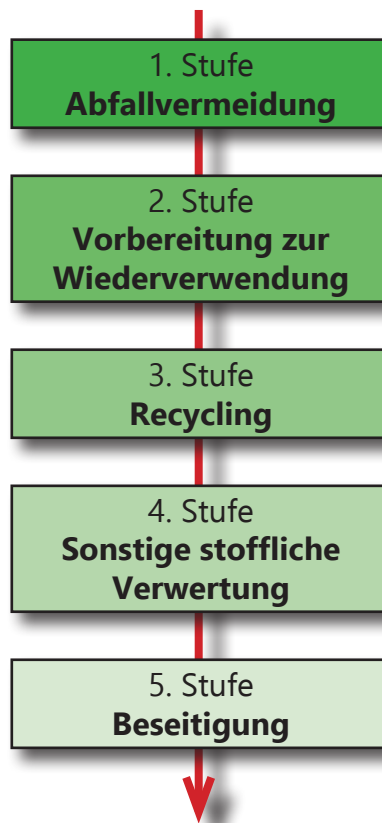 1. Stufe
Abfallvermeidung
2. Stufe
Vorbereitung zur
Wiederverwendung
3. Stufe
Recycling
4. Stufe
Sonstige stoffliche
Verwertung
5. Stufe
Beseitigung